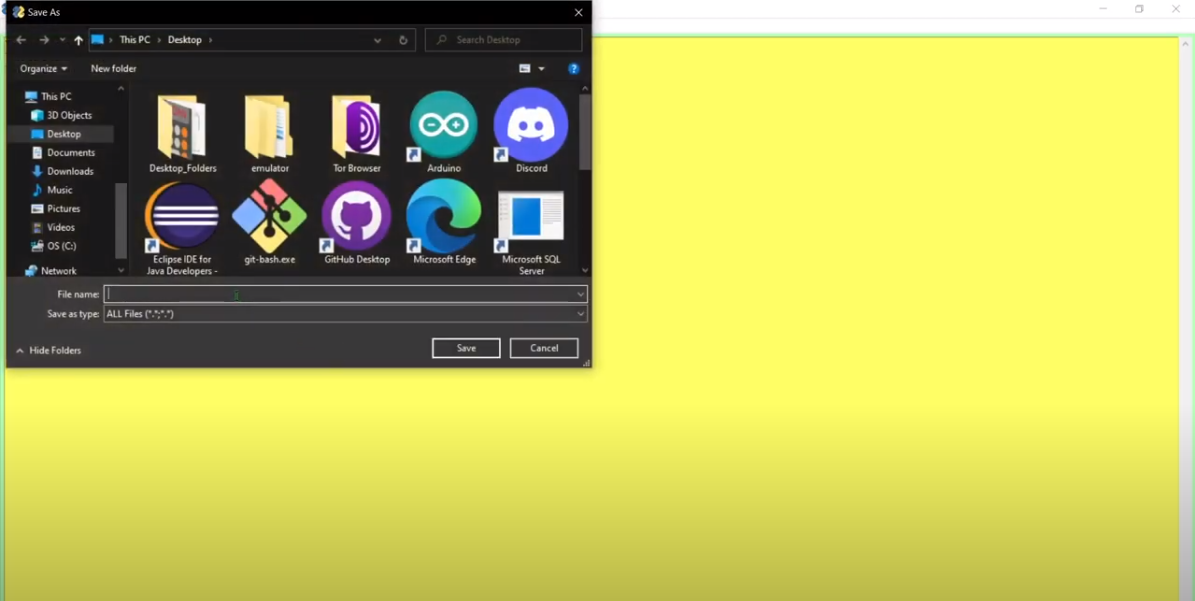 Save As
This PC > Desktop >
Search Desktop
Organize
New folder
This PC
3D Objects
Desktop
Documents
Downloads
Music
Pictures
Videos
OS (C:)
Network
Desktop_Folders
emulator
Tor Browser
Arduino
Discord
Eclipse IDE for
Java Developers -
git-bash.exe
GitHub Desktop
Microsoft Edge
Microsoft SQL
Server
File name:
Save as type: ALL Files (*.*;*.*)
Hide Folders
Save
Cancel